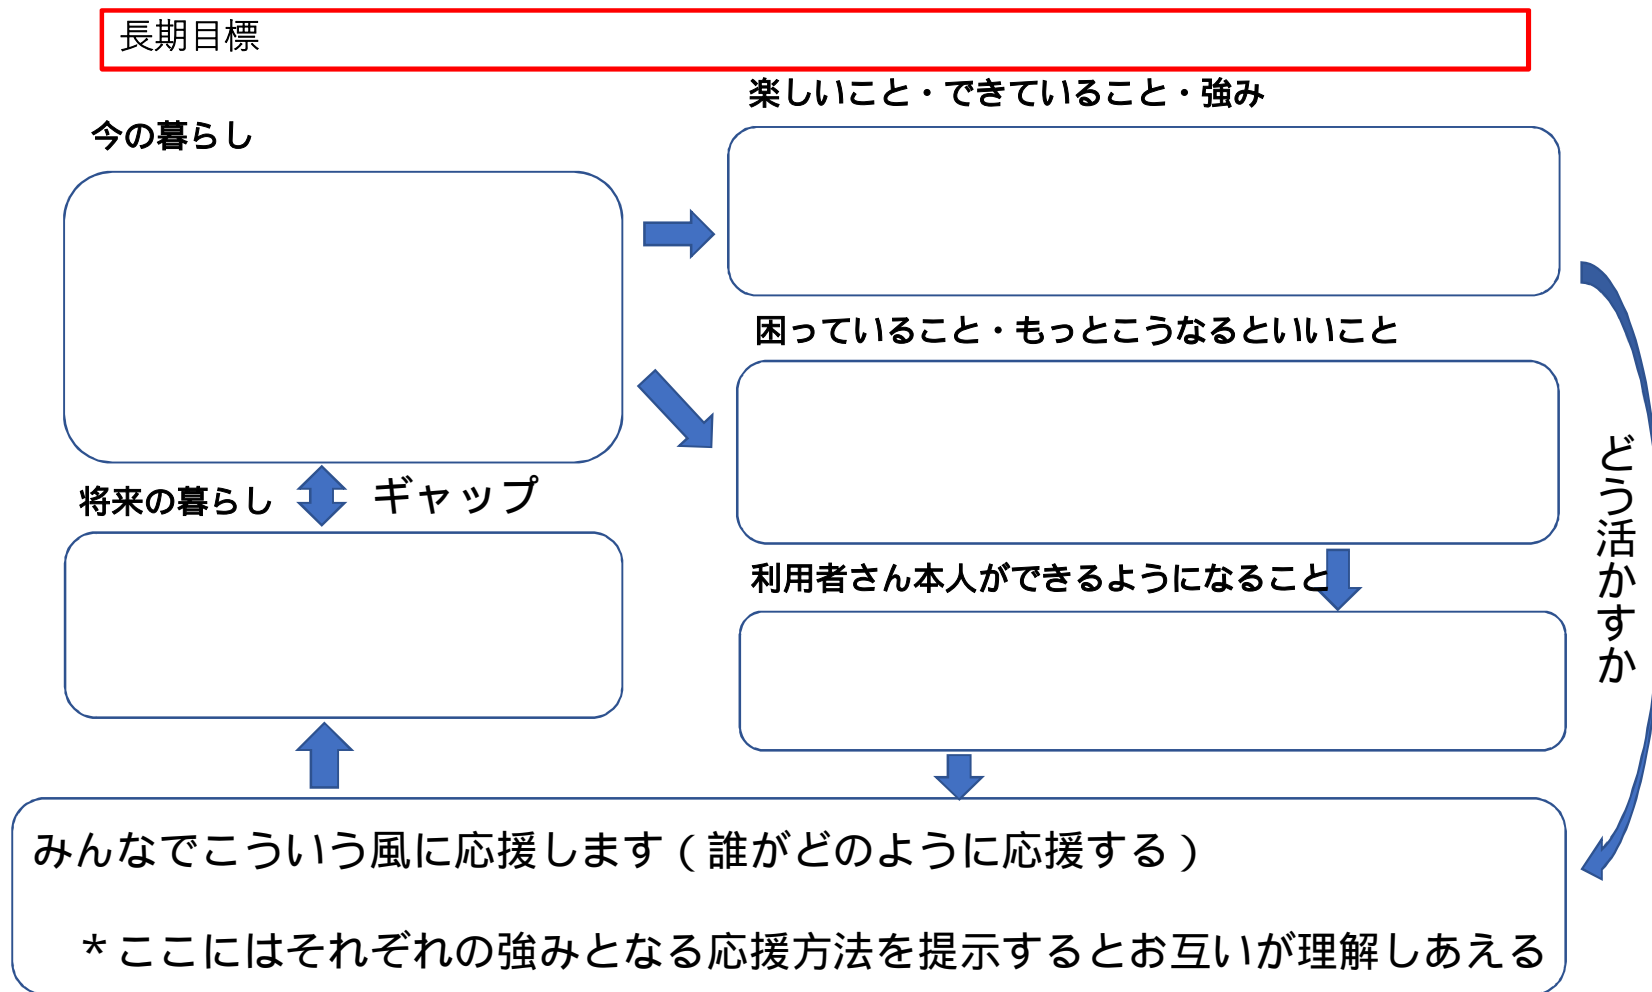 長期目標
楽しいこと・できていること・強み
今の暮らし
困っていること・もっとこうなるといいこと
将来の暮らし
ギャップ
利用者さん本人ができるようになること
どう活かすか
みんなでこういう風に応援します（誰がどのように応援する）
＊ここにはそれぞれの強みとなる応援方法を提示するとお互いが理解しあえる